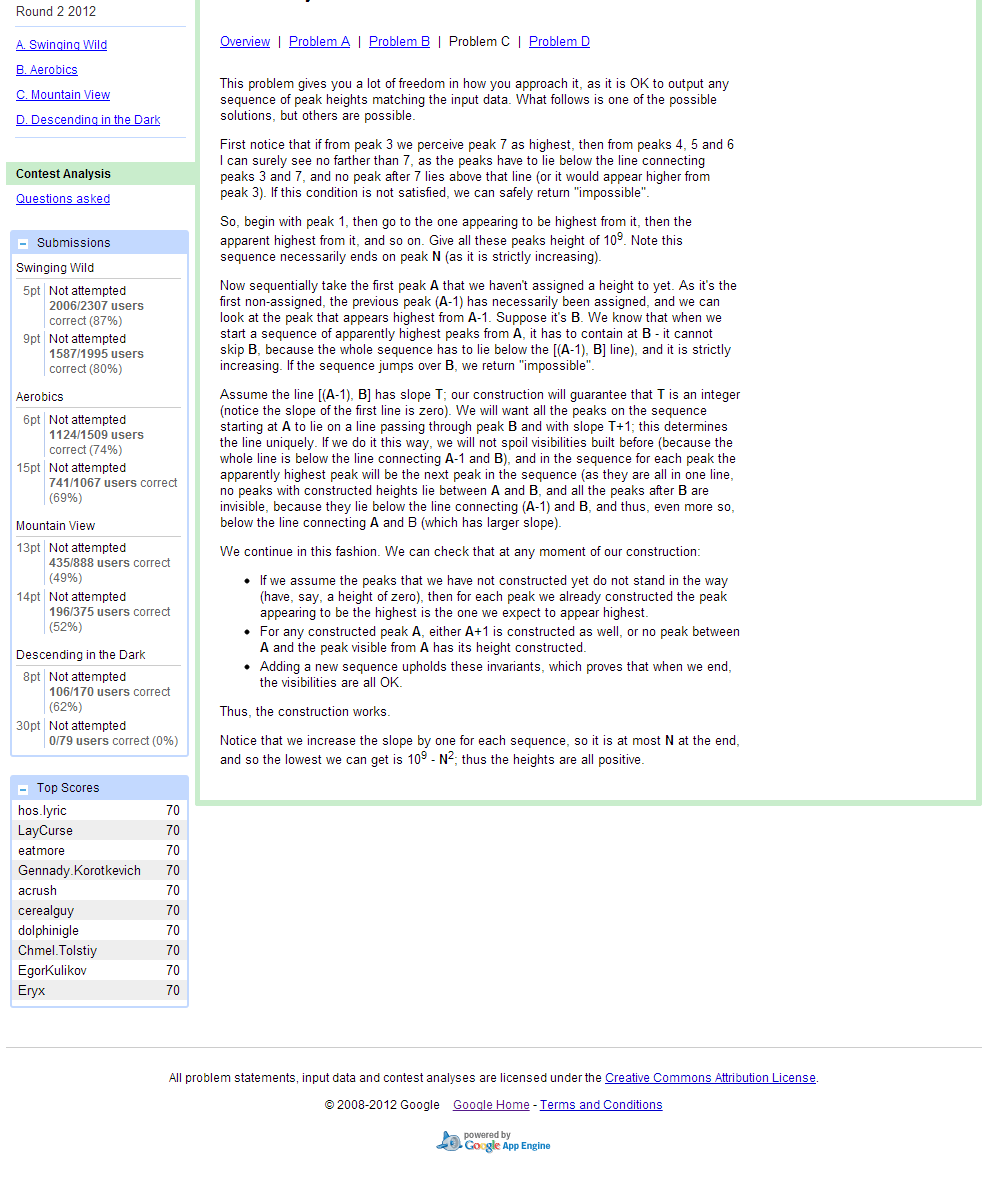 Round 2 2012
A. Swinging Wild
B. Aerobics
C. Mountain View
D. Descending in the Dark
Contest Analysis
Questions asked
Submissions
Swinging Wild
5pt Not attempted
2006/2307 users
correct (87%)
9pt Not attempted
1587/1995 users
correct (80%)
Aerobics
6pt Not attempted
1124/1509 users
correct (74%)
15pt Not attempted
741/1067 users correct
(69%)
Mountain View
13pt Not attempted
435/888 users correct
(49%)
14pt Not attempted
196/375 users correct
(52%)
Descending in the Dark
8pt Not attempted
106/170 users correct
(62%)
30pt Not attempted
0/79 users correct (0%)
Top Scores
hos.lyric 70
LayCurse 70
eatmore 70
Gennady.Korotkevich 70
acrush 70
cerealguy 70
dolphinigle 70
Chmel.Tolstiy 70
EgorKulikov 70
Eryx 70
Overview | Problem A | Problem B | Problem C | Problem D
This problem gives you a lot of freedom in how you approach it, as it is OK to output any
sequence of peak heights matching the input data. What follows is one of the possible
solutions, but others are possible.
First notice that if from peak 3 we perceive peak 7 as highest, then from peaks 4, 5 and 6
I can surely see no farther than 7, as the peaks have to lie below the line connecting
peaks 3 and 7, and no peak after 7 lies above that line (or it would appear higher from
peak 3). If this condition is not satisfied, we can safely return "impossible".
So, begin with peak 1, then go to the one appearing to be highest from it, then the
apparent highest from it, and so on. Give all these peaks height of 10⁹. Note this
sequence necessarily ends on peak N (as it is strictly increasing).
Now sequentially take the first peak A that we haven't assigned a height to yet. As it's the
first non-assigned, the previous peak (A-1) has necessarily been assigned, and we can
look at the peak that appears highest from A-1. Suppose it's B. We know that when we
start a sequence of apparently highest peaks from A, it has to contain at B - it cannot
skip B, because the whole sequence has to lie below the [(A-1), B] line), and it is strictly
increasing. If the sequence jumps over B, we return "impossible".
Assume the line [(A-1), B] has slope T; our construction will guarantee that T is an integer
(notice the slope of the first line is zero). We will want all the peaks on the sequence
starting at A to lie on a line passing through peak B and with slope T+1; this determines
the line uniquely. If we do it this way, we will not spoil visibilities built before (because the
whole line is below the line connecting A-1 and B), and in the sequence for each peak the
apparently highest peak will be the next peak in the sequence (as they are all in one line,
no peaks with constructed heights lie between A and B, and all the peaks after B are
invisible, because they lie below the line connecting (A-1) and B, and thus, even more so,
below the line connecting A and B (which has larger slope).
We continue in this fashion. We can check that at any moment of our construction:
• If we assume the peaks that we have not constructed yet do not stand in the way
(have, say, a height of zero), then for each peak we already constructed the peak
appearing to be the highest is the one we expect to appear highest.
• For any constructed peak A, either A+1 is constructed as well, or no peak between
A and the peak visible from A has its height constructed.
• Adding a new sequence upholds these invariants, which proves that when we end,
the visibilities are all OK.
Thus, the construction works.
Notice that we increase the slope by one for each sequence, so it is at most N at the end,
and so the lowest we can get is 10⁹ - N²; thus the heights are all positive.
All problem statements, input data and contest analyses are licensed under the Creative Commons Attribution License.
© 2008-2012 Google Google Home - Terms and Conditions
powered by
Google App Engine